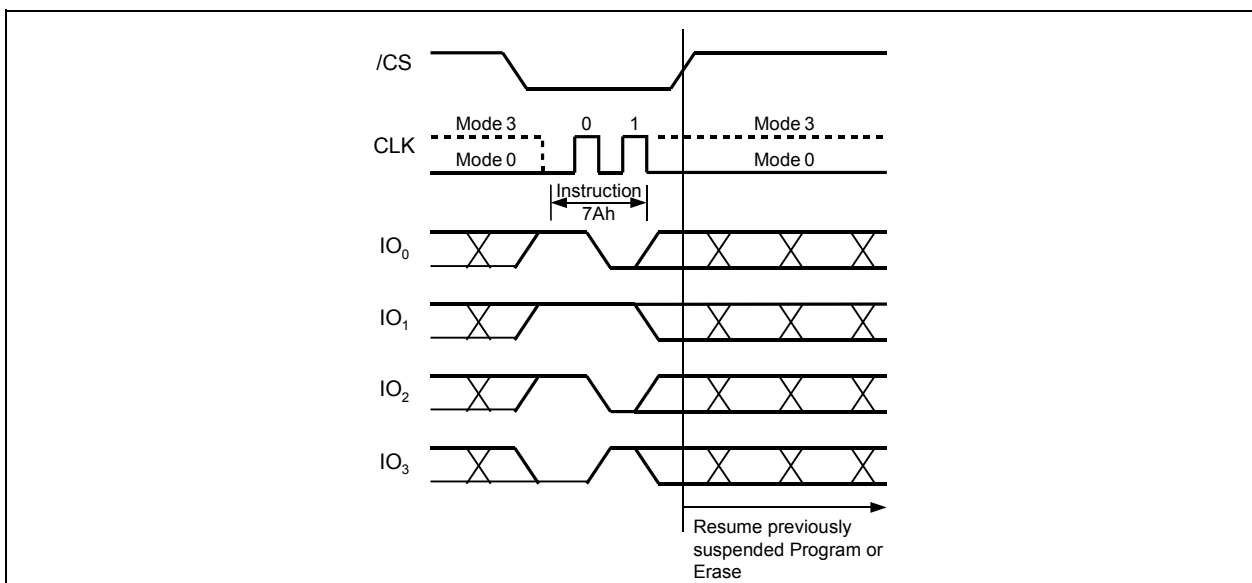 /CS
Mode 3 0 1 Mode 3
CLK
Mode 0 Mode 0
Instruction
7Ah
IO0
IO1
IO2
IO3
Resume previously
suspended Program or
Erase